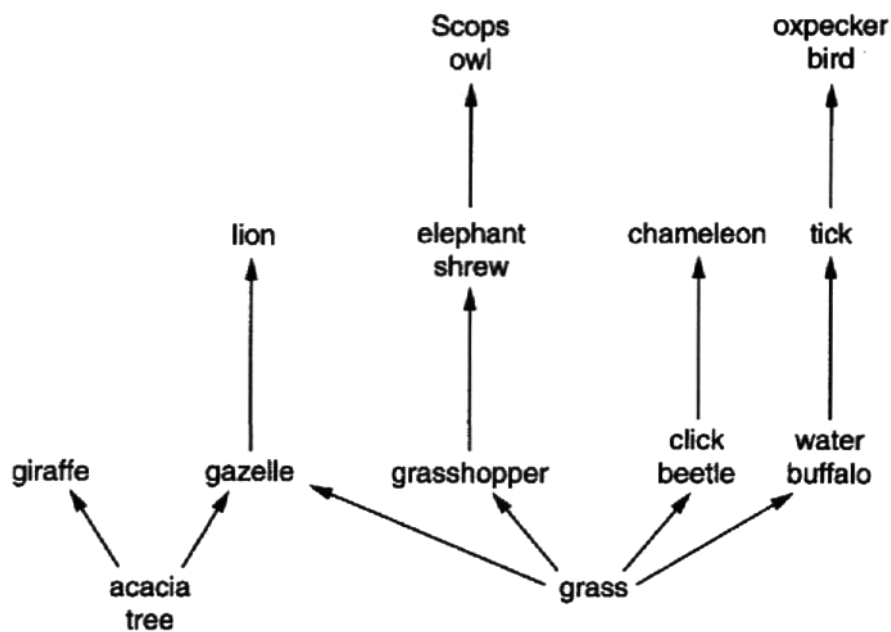 Scops
owl
oxpecker
bird
lion
elephant
shrew
chameleon
tick
giraffe
gazelle
grasshopper
click
beetle
water
buffalo
acacia
tree
grass